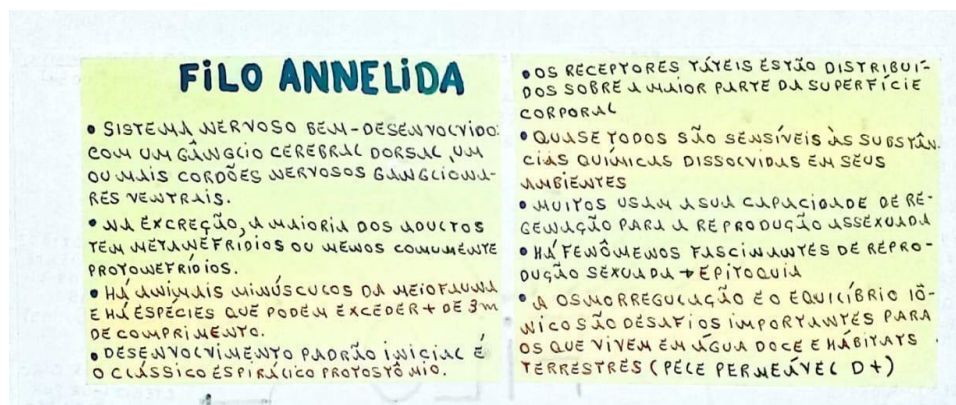 FILO ANNELIDA
• SISTEMA NERVOSO BEM-DESENVOLVIDO:
COM UM GÂNGLIO CEREBRAL DORSAL, UM
OU MAIS CORDÕES NERVOSOS GANGLIONA-
RES VENTRAIS.
• NA EXCREÇÃO, A MAIORIA DOS ADULTOS
TEM METANEFRÍDIOS OU MENOS COMUMENTE
PROTONEFRÍDIOS.
• HÁ ANIMAIS MINÚSCULOS DA MEIOFAUNA
E HÁ ESPÉCIES QUE PODEM EXCEDER + DE 3m
DE COMPRIMENTO.
• DESENVOLVIMENTO PADRÃO INICIAL É
O CLÁSSICO ESPIRÁLICO PROTOSTÔMIO.
• OS RECEPTORES TÁTEIS ESTÃO DISTRIBUÍ-
DOS SOBRE A MAIOR PARTE DA SUPERFÍCIE
CORPORAL
• QUASE TODOS SÃO SENSÍVEIS ÀS SUBSTÂN-
CIAS QUÍMICAS DISSOLVIDAS EM SEUS
AMBIENTES
• MUITOS USAM A SUA CAPACIDADE DE RE-
GENAÇÃO PARA A REPRODUÇÃO ASSEXUADA
• HÁ FENÔMENOS FASCINANTES DE REPRO-
DUÇÃO SEXUADA → EPITOQUIA
• A OSMORREGULAÇÃO E O EQUILÍBRIO IÔ-
NICO SÃO DESAFIOS IMPORTANTES PARA
OS QUE VIVEM EM ÁGUA DOCE E HÁBITATS
TERRESTRES (PELE PERMEÁVEL D+)